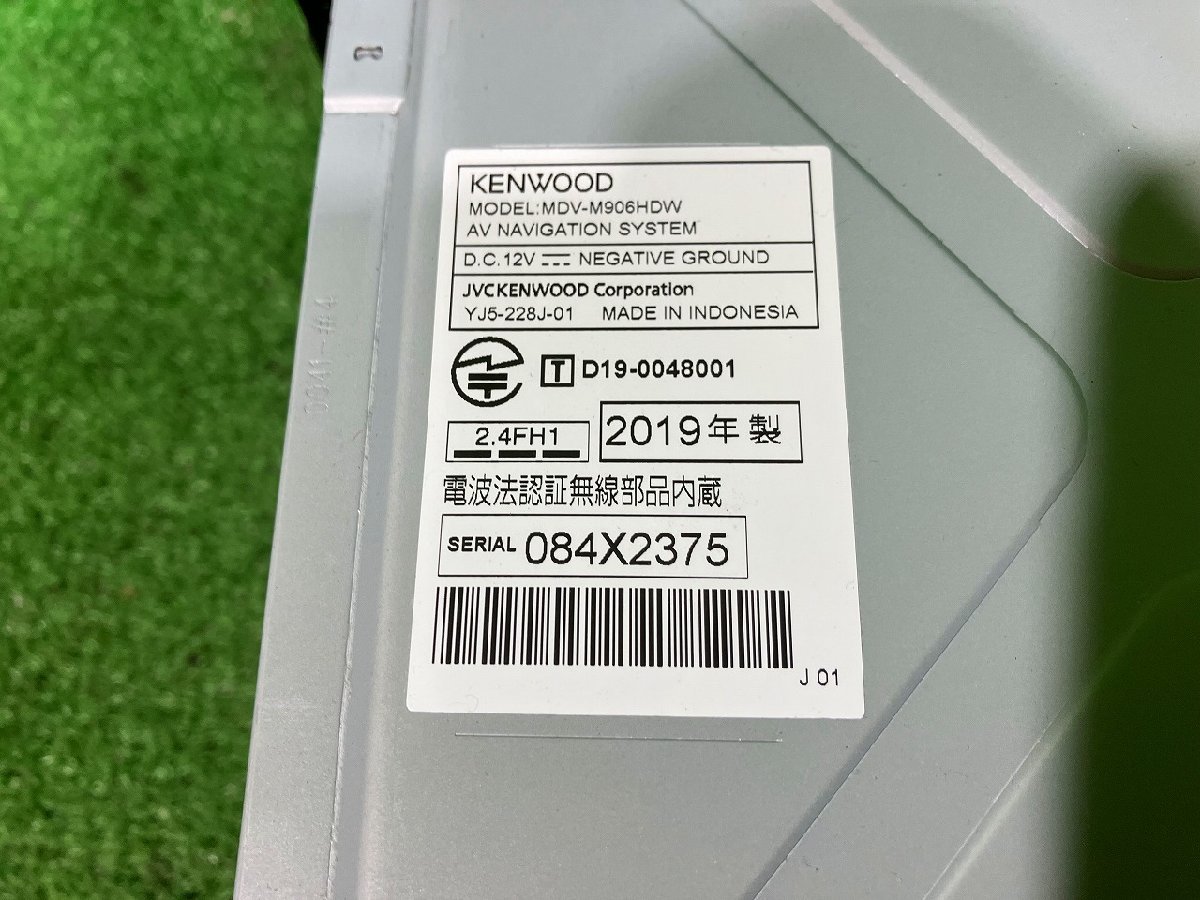 KENWOOD
MODEL:MDV-M906HDW
AV NAVIGATION SYSTEM
D.C.12V NEGATIVE GROUND
JVCKENWOOD Corporation
YJ5-228J-01 MADE IN INDONESIA
T D19-0048001
2.4FH1
2019年製
電波法認証無線部品内蔵
SERIAL 084X2375
J 01